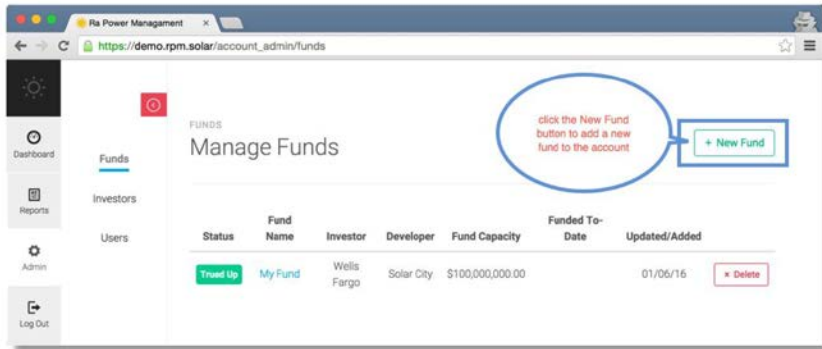 Ra Power Managament
https://demo.rpm.solar/account_admin/funds
click the New Fund
button to add a new
fund to the account
+ New Fund
FUNDS
Manage Funds
Dashboard
Reports
Admin
Log Out
Funds
Investors
Users
Status Fund Name Investor Developer Fund Capacity Funded To-Date Updated/Added
Trued Up My Fund Wells Fargo Solar City $100,000,000.00 01/06/16 × Delete